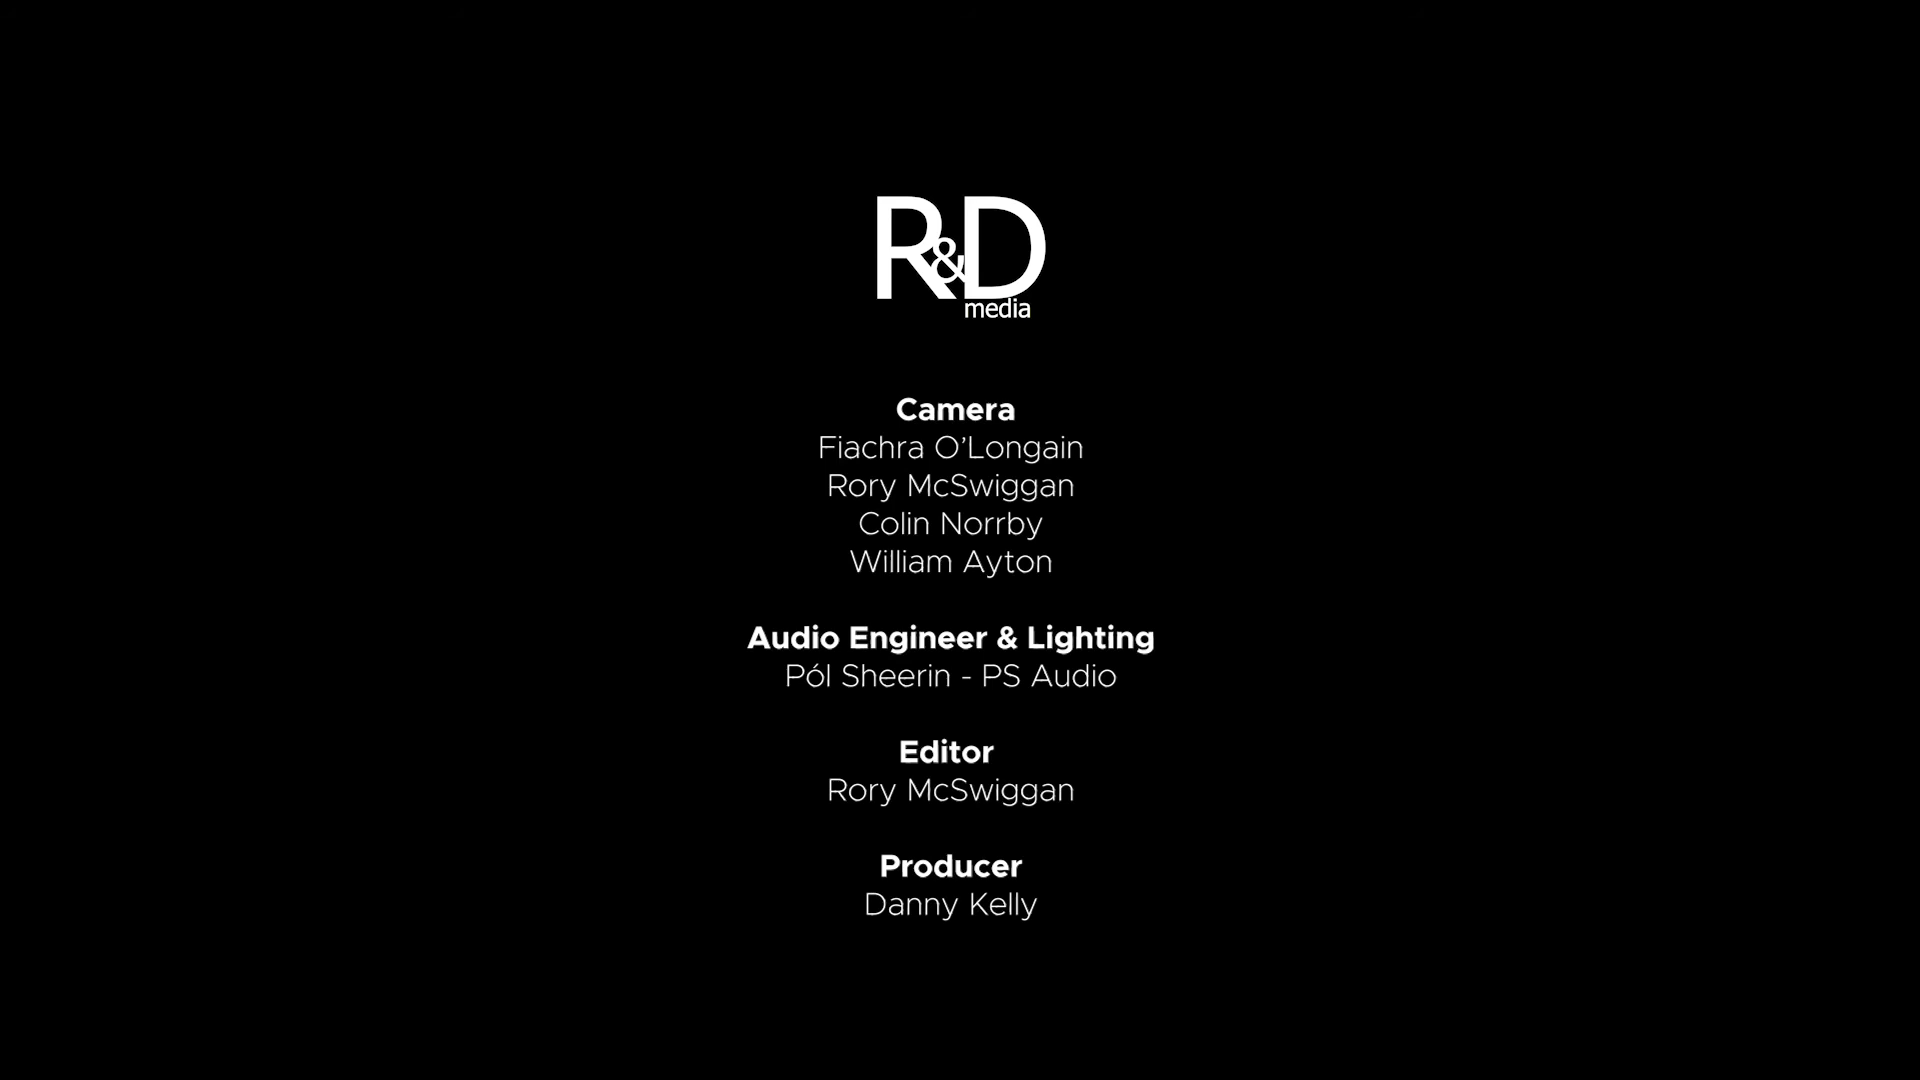 R&D
media
Camera
Fiachra O’Longain
Rory McSwiggan
Colin Norrby
William Ayton
Audio Engineer & Lighting
Pól Sheerin - PS Audio
Editor
Rory McSwiggan
Producer
Danny Kelly